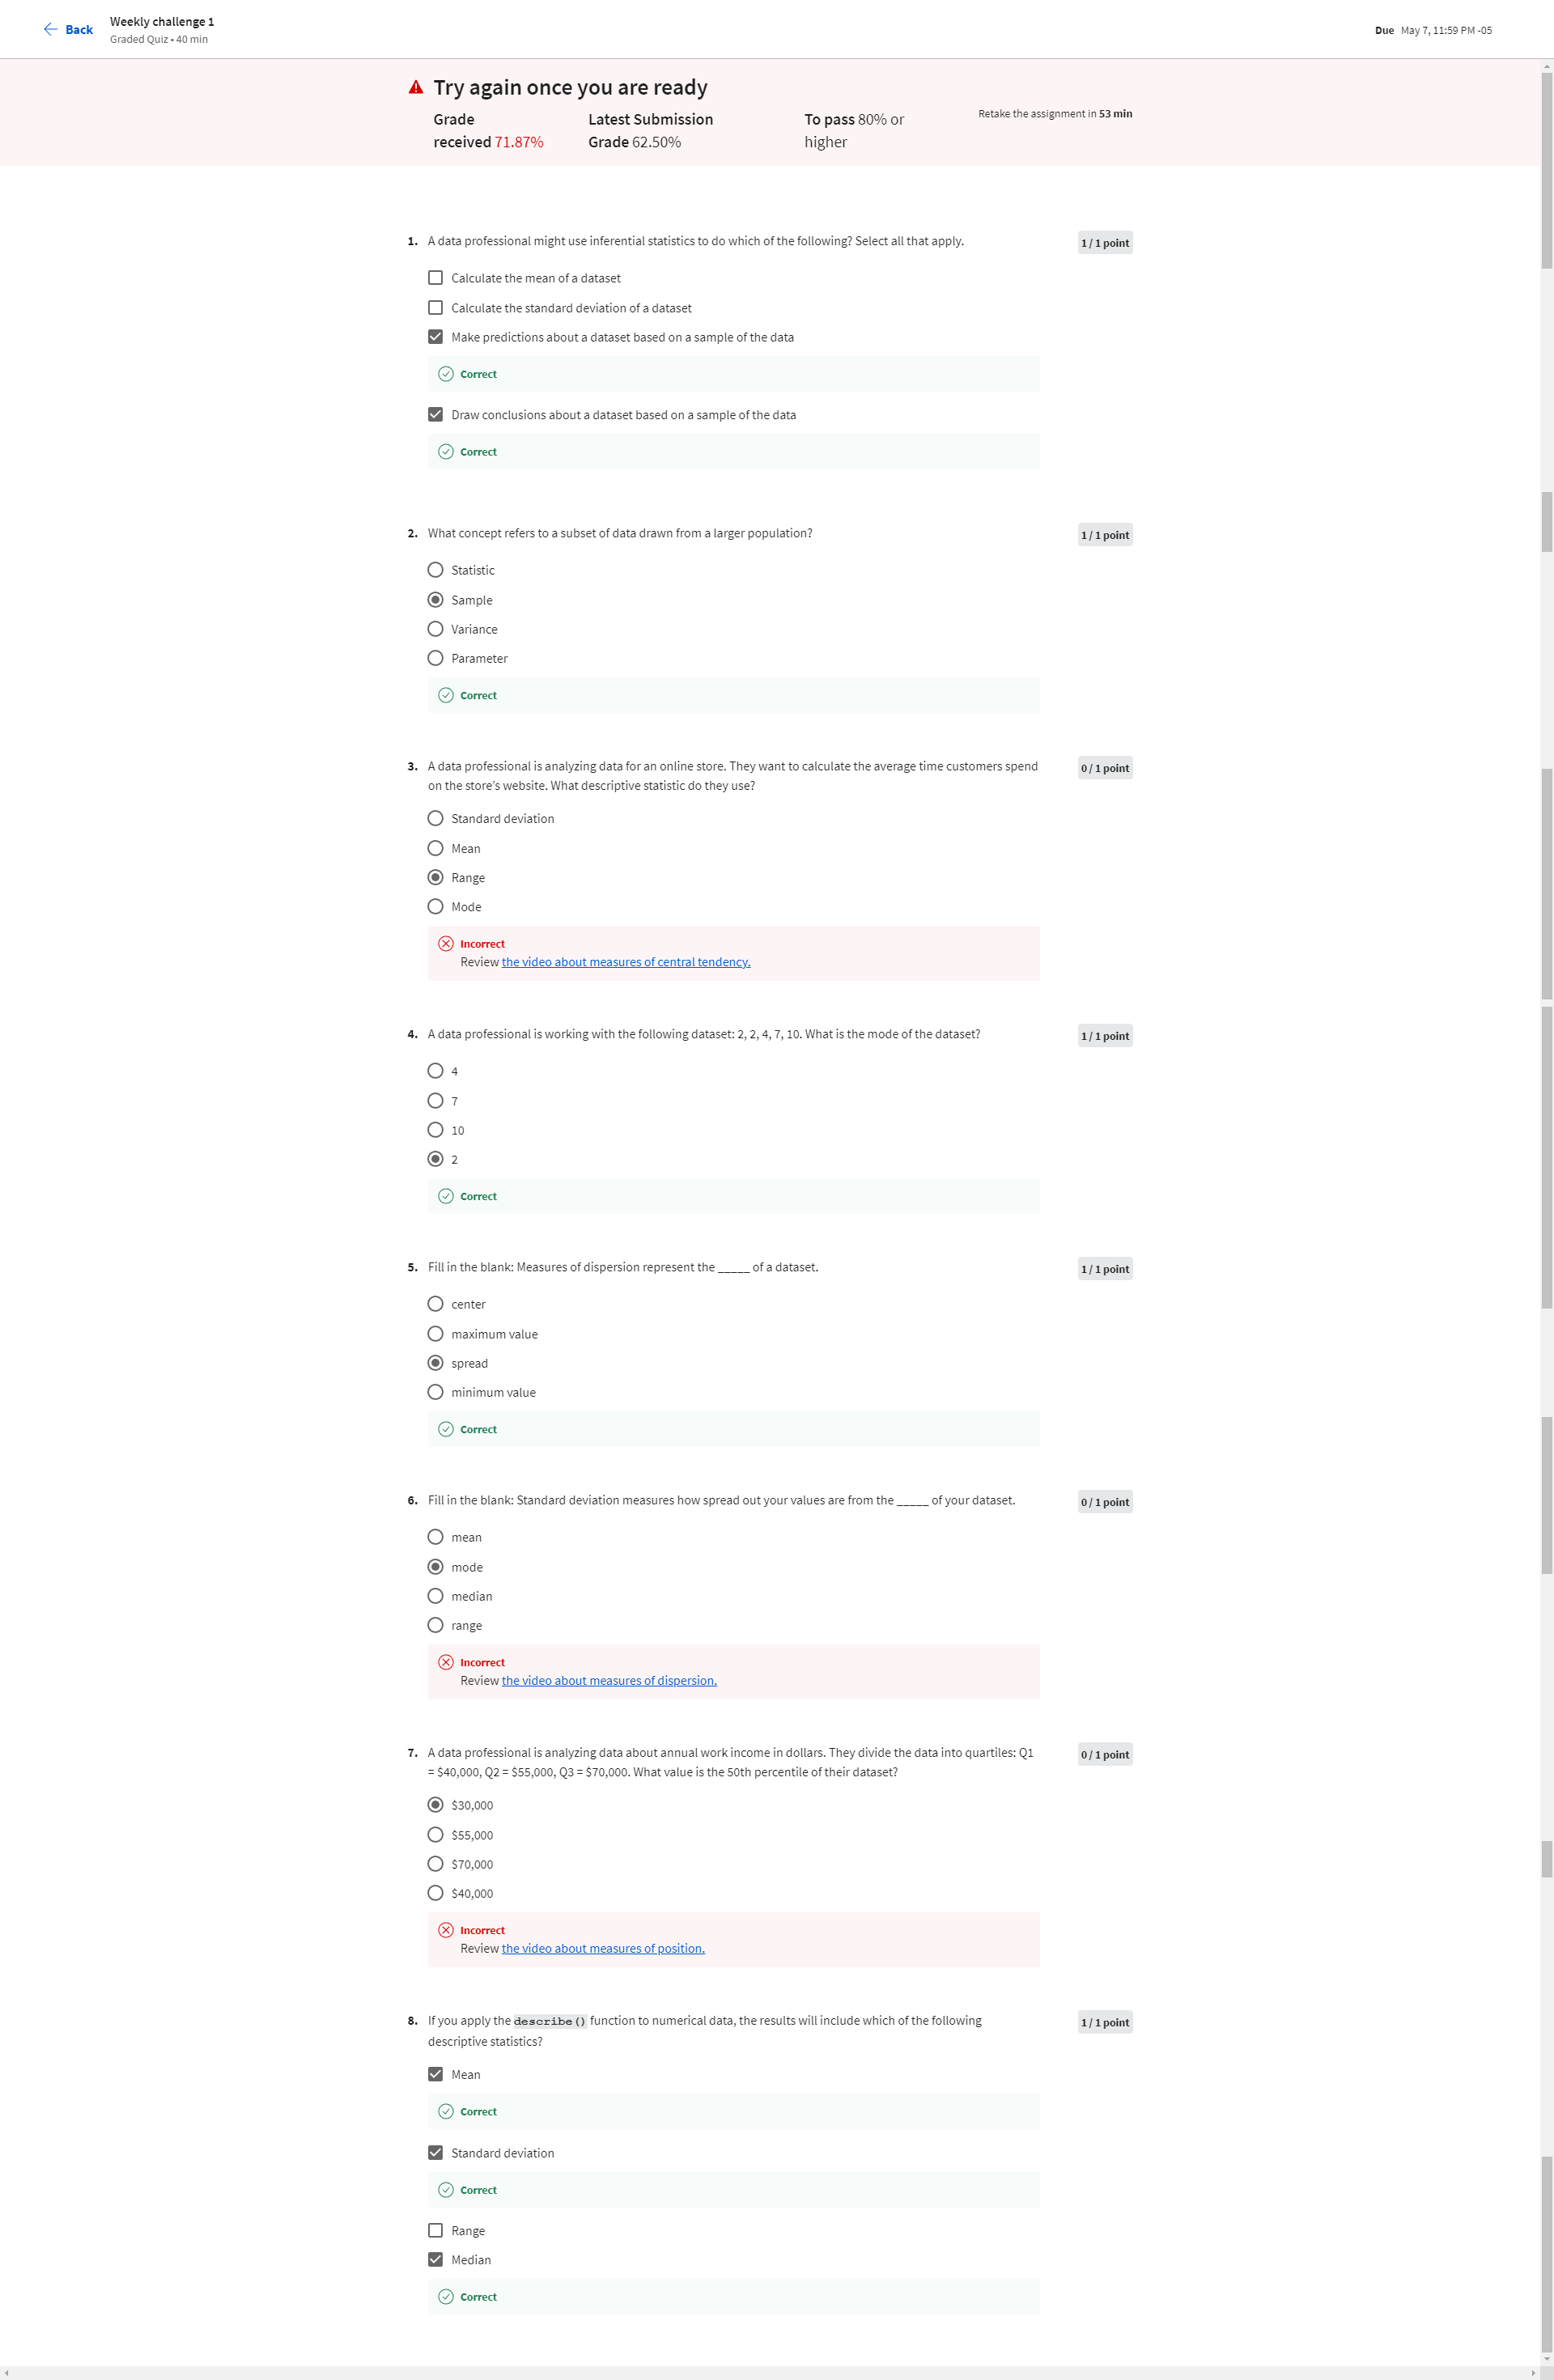 Back
Weekly challenge 1
Graded Quiz • 40 min
Due May 7, 11:59 PM -05
Try again once you are ready
Grade
received 71.87%
Latest Submission
Grade 62.50%
To pass 80% or
higher
Retake the assignment in 53 min
1. A data professional might use inferential statistics to do which of the following? Select all that apply.
1 / 1 point
Calculate the mean of a dataset
Calculate the standard deviation of a dataset
Make predictions about a dataset based on a sample of the data
Correct
Draw conclusions about a dataset based on a sample of the data
Correct
2. What concept refers to a subset of data drawn from a larger population?
1 / 1 point
Statistic
Sample
Variance
Parameter
Correct
3. A data professional is analyzing data for an online store. They want to calculate the average time customers spend
on the store’s website. What descriptive statistic do they use?
0 / 1 point
Standard deviation
Mean
Range
Mode
Incorrect
Review the video about measures of central tendency.
4. A data professional is working with the following dataset: 2, 2, 4, 7, 10. What is the mode of the dataset?
1 / 1 point
4
7
10
2
Correct
5. Fill in the blank: Measures of dispersion represent the _____ of a dataset.
1 / 1 point
center
maximum value
spread
minimum value
Correct
6. Fill in the blank: Standard deviation measures how spread out your values are from the _____ of your dataset.
0 / 1 point
mean
mode
median
range
Incorrect
Review the video about measures of dispersion.
7. A data professional is analyzing data about annual work income in dollars. They divide the data into quartiles: Q1
= $40,000, Q2 = $55,000, Q3 = $70,000. What value is the 50th percentile of their dataset?
0 / 1 point
$30,000
$55,000
$70,000
$40,000
Incorrect
Review the video about measures of position.
8. If you apply the describe() function to numerical data, the results will include which of the following
descriptive statistics?
1 / 1 point
Mean
Correct
Standard deviation
Correct
Range
Median
Correct